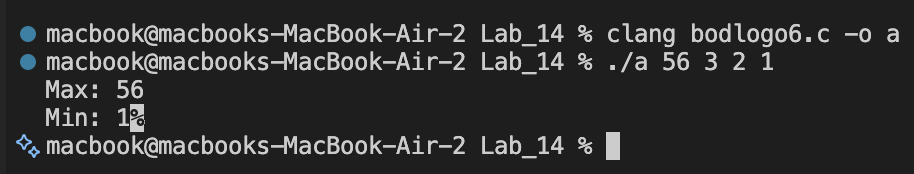 macbook@macbooks-MacBook-Air-2 Lab_14 % clang bodlogo6.c -o a
macbook@macbooks-MacBook-Air-2 Lab_14 % ./a 56 3 2 1
Max: 56
Min: 1%
macbook@macbooks-MacBook-Air-2 Lab_14 %